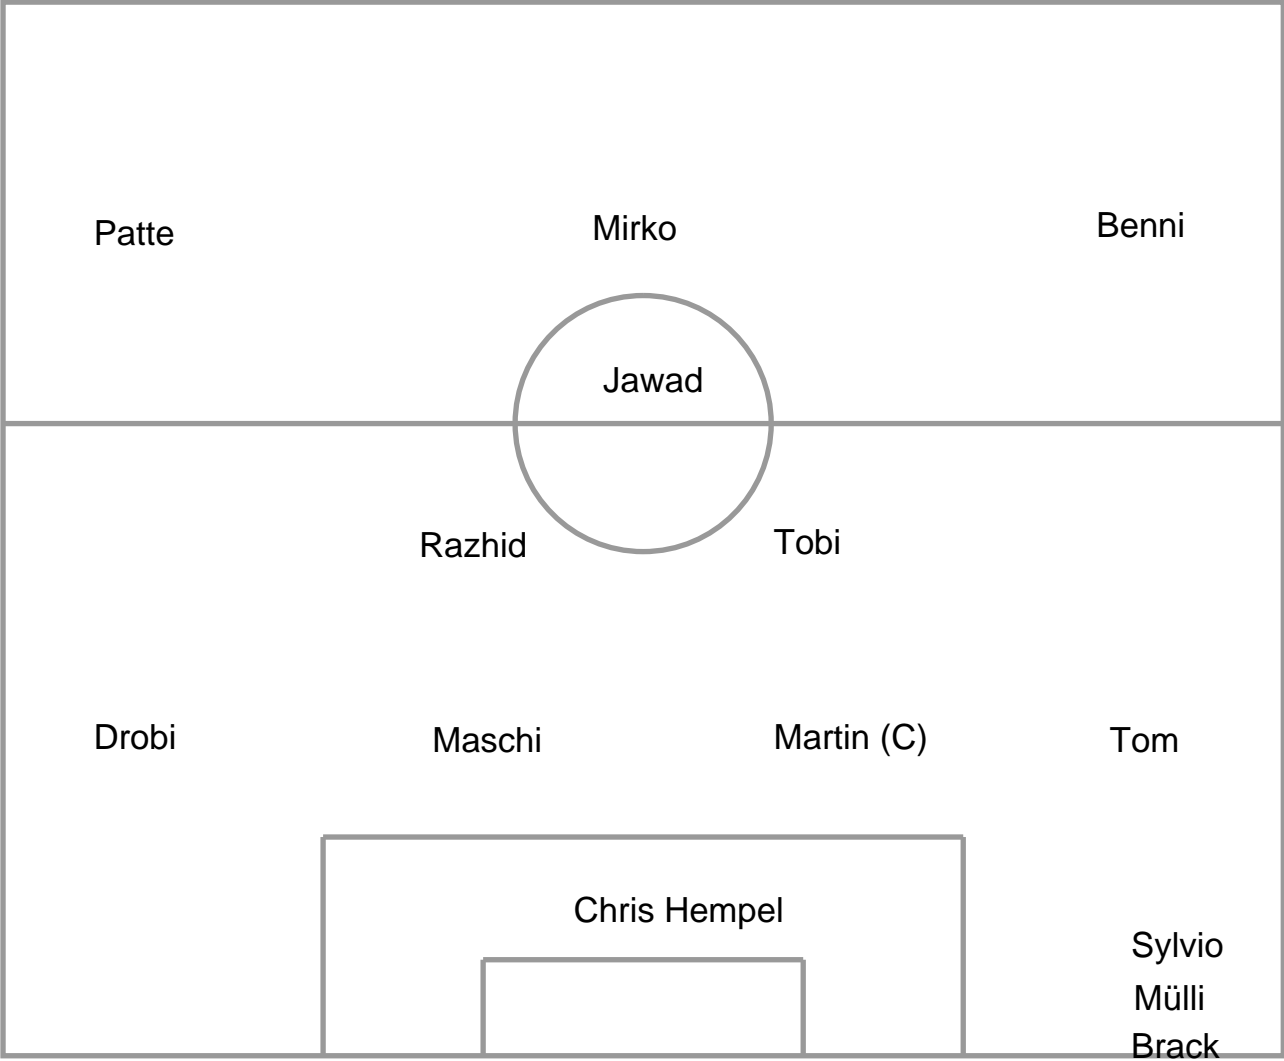 Patte
Mirko
Benni
Jawad
Razhid
Tobi
Drobi
Maschi
Martin (C)
Tom
Chris Hempel
Sylvio
Mülli
Brack